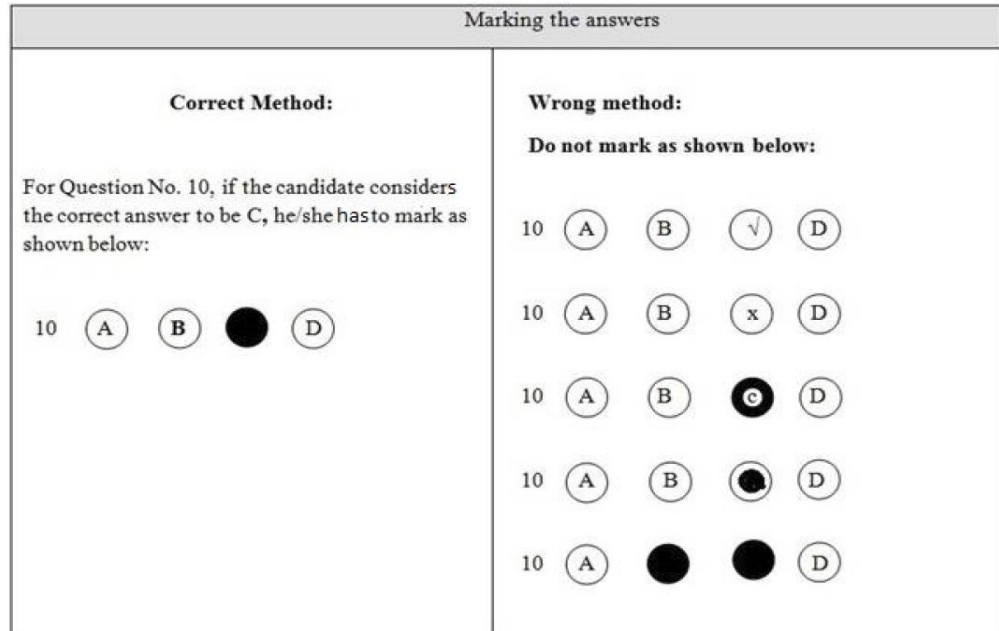 Marking the answers
Correct Method:
For Question No. 10, if the candidate considers
the correct answer to be C, he/she has to mark as
shown below:
10 A B D
Wrong method:
Do not mark as shown below:
10 A B √ D
10 A B x D
10 A B c D
10 A B D
10 A D